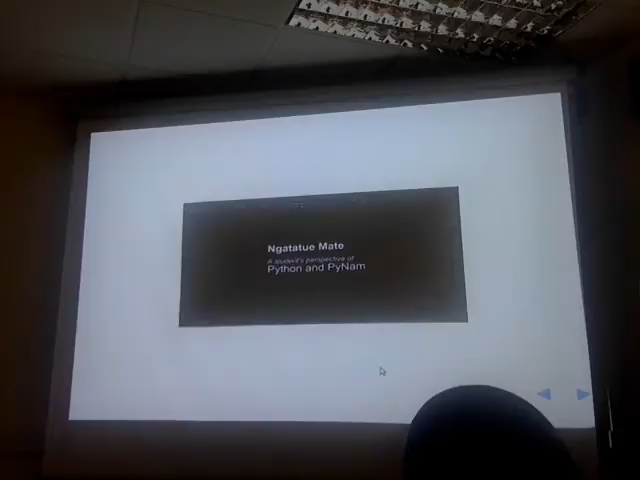 Ngatatue Mate
A student's perspective of
Python and PyNam